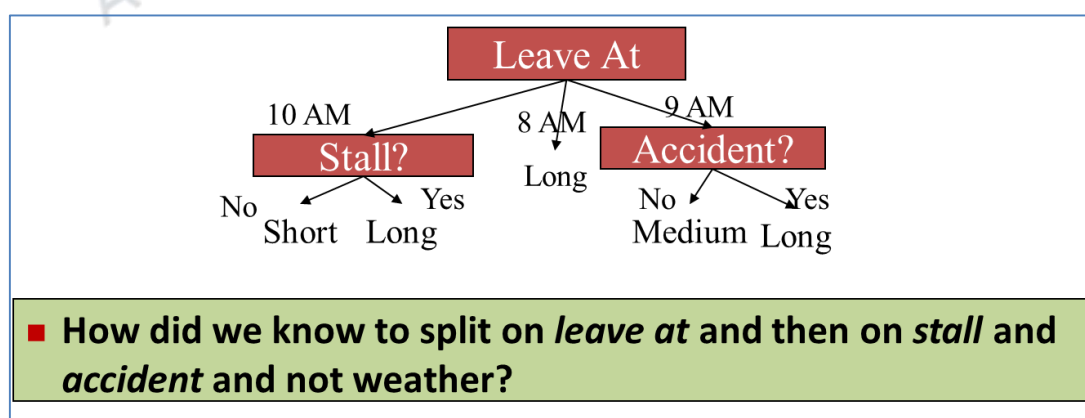 Leave At
10 AM
8 AM
9 AM
Stall?
Accident?
Long
No
Yes
No
Yes
Short
Long
Medium
Long
How did we know to split on leave at and then on stall and
accident and not weather?